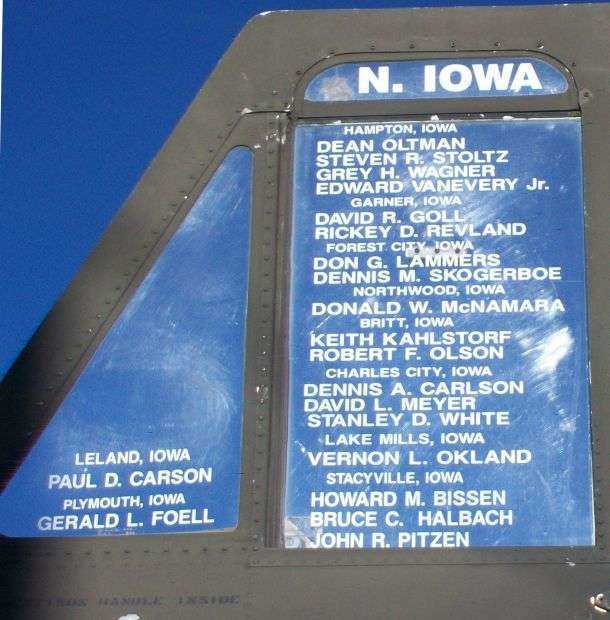 N. IOWA
HAMPTON, IOWA
DEAN OLTMAN
STEVEN R. STOLTZ
GREY H. WAGNER
EDWARD VANEVERY Jr.
GARNER, IOWA
DAVID R. GOLL
RICKEY D. REVLAND
FOREST CITY, IOWA
DON G. LAMMERS
DENNIS M. SKOGERBOE
NORTHWOOD, IOWA
DONALD W. McNAMARA
BRITT, IOWA
KEITH KAHLSTORF
ROBERT F. OLSON
CHARLES CITY, IOWA
DENNIS A. CARLSON
DAVID L. MEYER
STANLEY D. WHITE
LAKE MILLS, IOWA
VERNON L. OKLAND
STACYVILLE, IOWA
HOWARD M. BISSEN
BRUCE C. HALBACH
JOHN R. PITZEN
LELAND, IOWA
PAUL D. CARSON
PLYMOUTH, IOWA
GERALD L. FOELL
HANDLE INSIDE